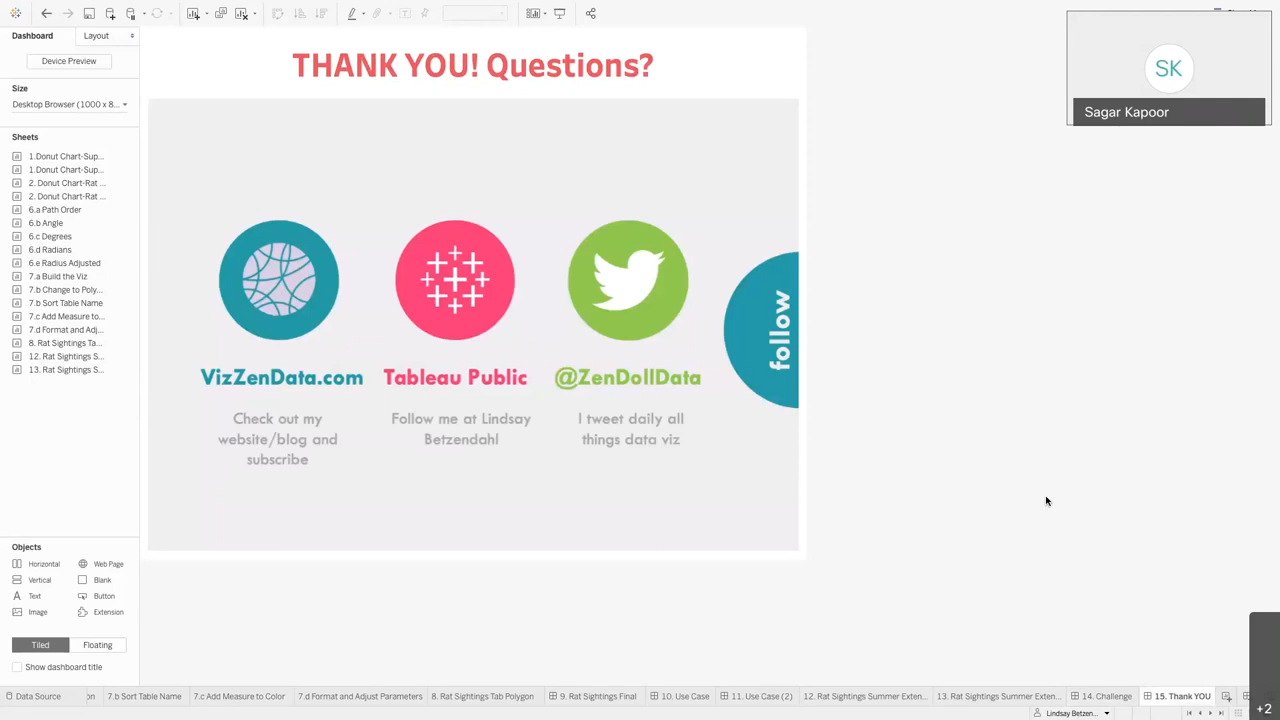 Dashboard
Layout
Device Preview
Size
Desktop Browser (1000 x 8...
Sheets
1.Donut Chart-Sup...
1.Donut Chart-Sup...
2. Donut Chart-Rat ...
2. Donut Chart-Rat ...
6.a Path Order
6.b Angle
6.c Degrees
6.d Radians
6.e Radius Adjusted
7.a Build the Viz
7.b Change to Poly...
7.b Sort Table Name
7.c Add Measure to...
7.d Format and Adj...
8. Rat Sightings Ta...
12. Rat Sightings S...
13. Rat Sightings S...
Objects
Horizontal
Web Page
Vertical
Blank
Text
Button
Image
Extension
Tiled
Floating
Show dashboard title
THANK YOU! Questions?
VizZenData.com
Check out my
website/blog and
subscribe
Tableau Public
Follow me at Lindsay
Betzendahl
@ZenDollData
I tweet daily all
things data viz
follow
SK
Sagar Kapoor
Data Source
on
7.b Sort Table Name
7.c Add Measure to Color
7.d Format and Adjust Parameters
8. Rat Sightings Tab Polygon
9. Rat Sightings Final
10. Use Case
11. Use Case (2)
12. Rat Sightings Summer Exten...
13. Rat Sightings Summer Exten...
14. Challenge
15. Thank YOU
Lindsay Betzen...
+2